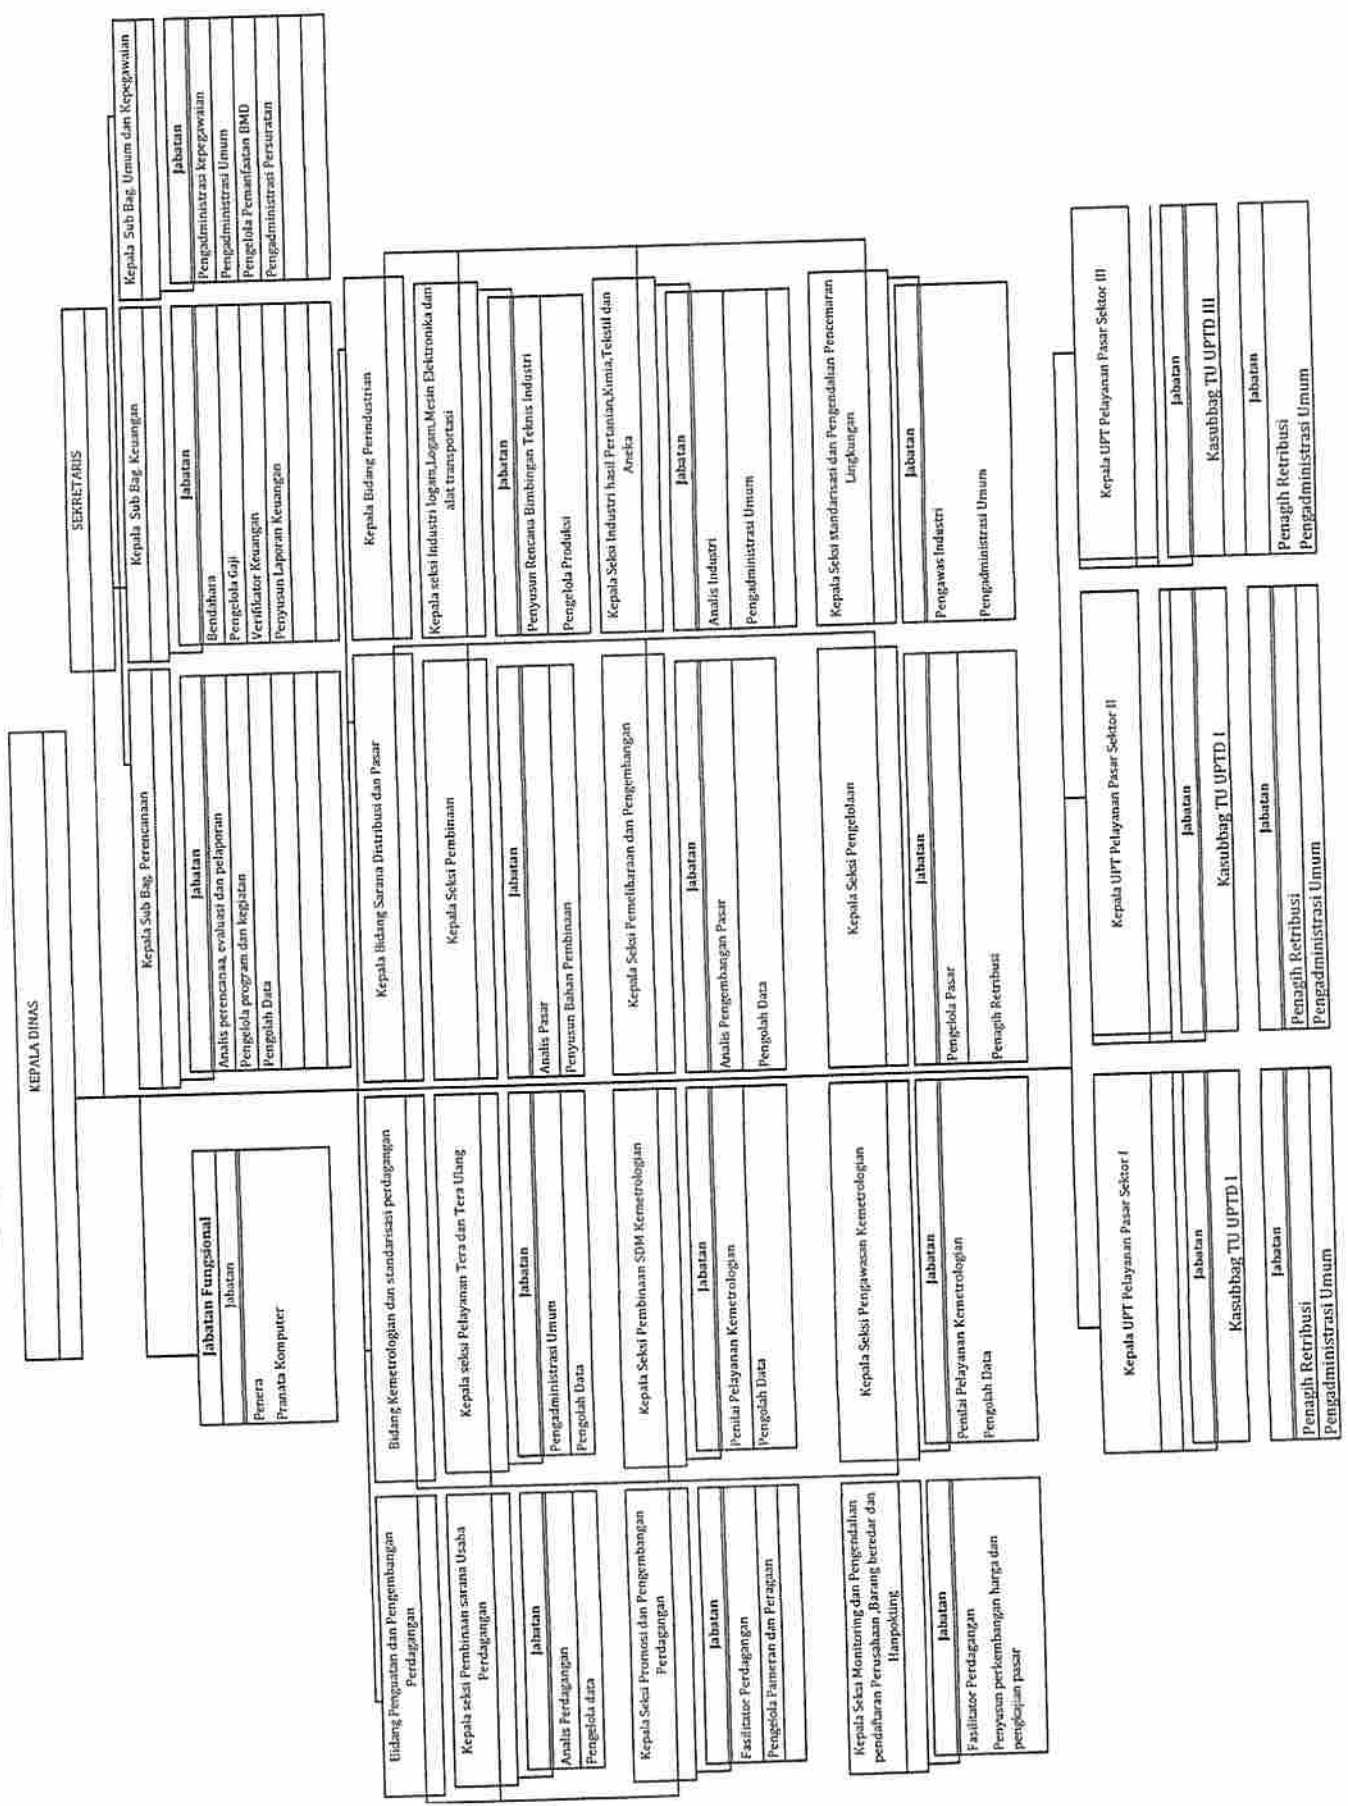 KEPALA DINAS
SEKRETARIS
Kepala Sub Bag. Perencanaan
Jabatan
Analis perencanaa, evaluasi dan pelaporan
Pengelola program dan kegiatan
Pengolah Data
Kepala Sub Bag. Keuangan
Jabatan
Bendahara
Pengelola Gaji
Verifikator Keuangan
Penyusun Laporan Keuangan
Kepala Sub Bag. Umum dan Kepegawaian
Jabatan
Pengadministrasi kepegawaian
Pengadministrasi Umum
Pengelola Pemanfaatan BMD
Pengadministrasi Persuratan
Jabatan Fungsional
Jabatan
Penera
Pranata Komputer
Bidang Penguatan dan Pengembangan
Perdagangan
Kepala seksi Pembinaan sarana Usaha
Perdagangan
Jabatan
Analis Perdagangan
Pengelola data
Kepala Seksi Promosi dan Pengembangan
Perdagangan
Jabatan
Fasilitator Perdagangan
Pengelola Pameran dan Peragaan
Kepala Seksi Monitoring dan Pengendalian
pendaftaran Perusahaan ,Barang beredar dan
Hanpokting
Jabatan
Fasilitator Perdagangan
Penyusun perkembangan harga dan
pengkajian pasar
Bidang Kemetrologian dan standarisasi perdagangan
Kepala seksi Pelayanan Tera dan Tera Ulang
Jabatan
Pengadministrasi Umum
Pengolah Data
Kepala Seksi Pembinaan SDM Kemetrologian
Jabatan
Penilai Pelayanan Kemetrologian
Pengolah Data
Kepala Seksi Pengawasan Kemetrologian
Jabatan
Penilai Pelayanan Kemetrologian
Pengolah Data
Kepala Bidang Sarana Distribusi dan Pasar
Kepala Seksi Pembinaan
Jabatan
Analis Pasar
Penyusun Bahan Pembinaan
Kepala Seksi Pemeliharaan dan Pengembangan
Jabatan
Analis Pengembangan Pasar
Pengolah Data
Kepala Seksi Pengelolaan
Jabatan
Pengelola Pasar
Penagih Retribusi
Kepala Bidang Perindustrian
Kepala seksi Industri logam,Logam,Mesin Elektronika dan
alat transportasi
Jabatan
Penyusun Rencana Bimbingan Teknis Industri
Pengelola Produksi
Kepala Seksi Industri hasil Pertanian,Kimia,Tekstil dan
Aneka
Jabatan
Analis Industri
Pengadministrasi Umum
Kepala Seksi standarisasi dan Pengendalian Pencemaran
Lingkungan
Jabatan
Pengawas Industri
Pengadministrasi Umum
Kepala UPT Pelayanan Pasar Sektor I
Jabatan
Kasubbag TU UPTD I
Jabatan
Penagih Retribusi
Pengadministrasi Umum
Kepala UPT Pelayanan Pasar Sektor II
Jabatan
Kasubbag TU UPTD I
Jabatan
Penagih Retribusi
Pengadministrasi Umum
Kepala UPT Pelayanan Pasar Sektor III
Jabatan
Kasubbag TU UPTD III
Jabatan
Penagih Retribusi
Pengadministrasi Umum